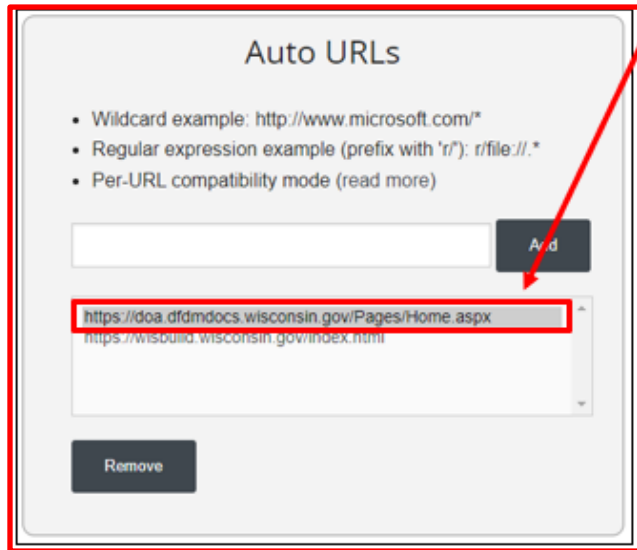 Auto URLs
• Wildcard example: http://www.microsoft.com/*
• Regular expression example (prefix with 'r/'): r/file://.*
• Per-URL compatibility mode (read more)
Add
https://doa.dfdmdocs.wisconsin.gov/Pages/Home.aspx
https://wisbuild.wisconsin.gov/index.html
Remove